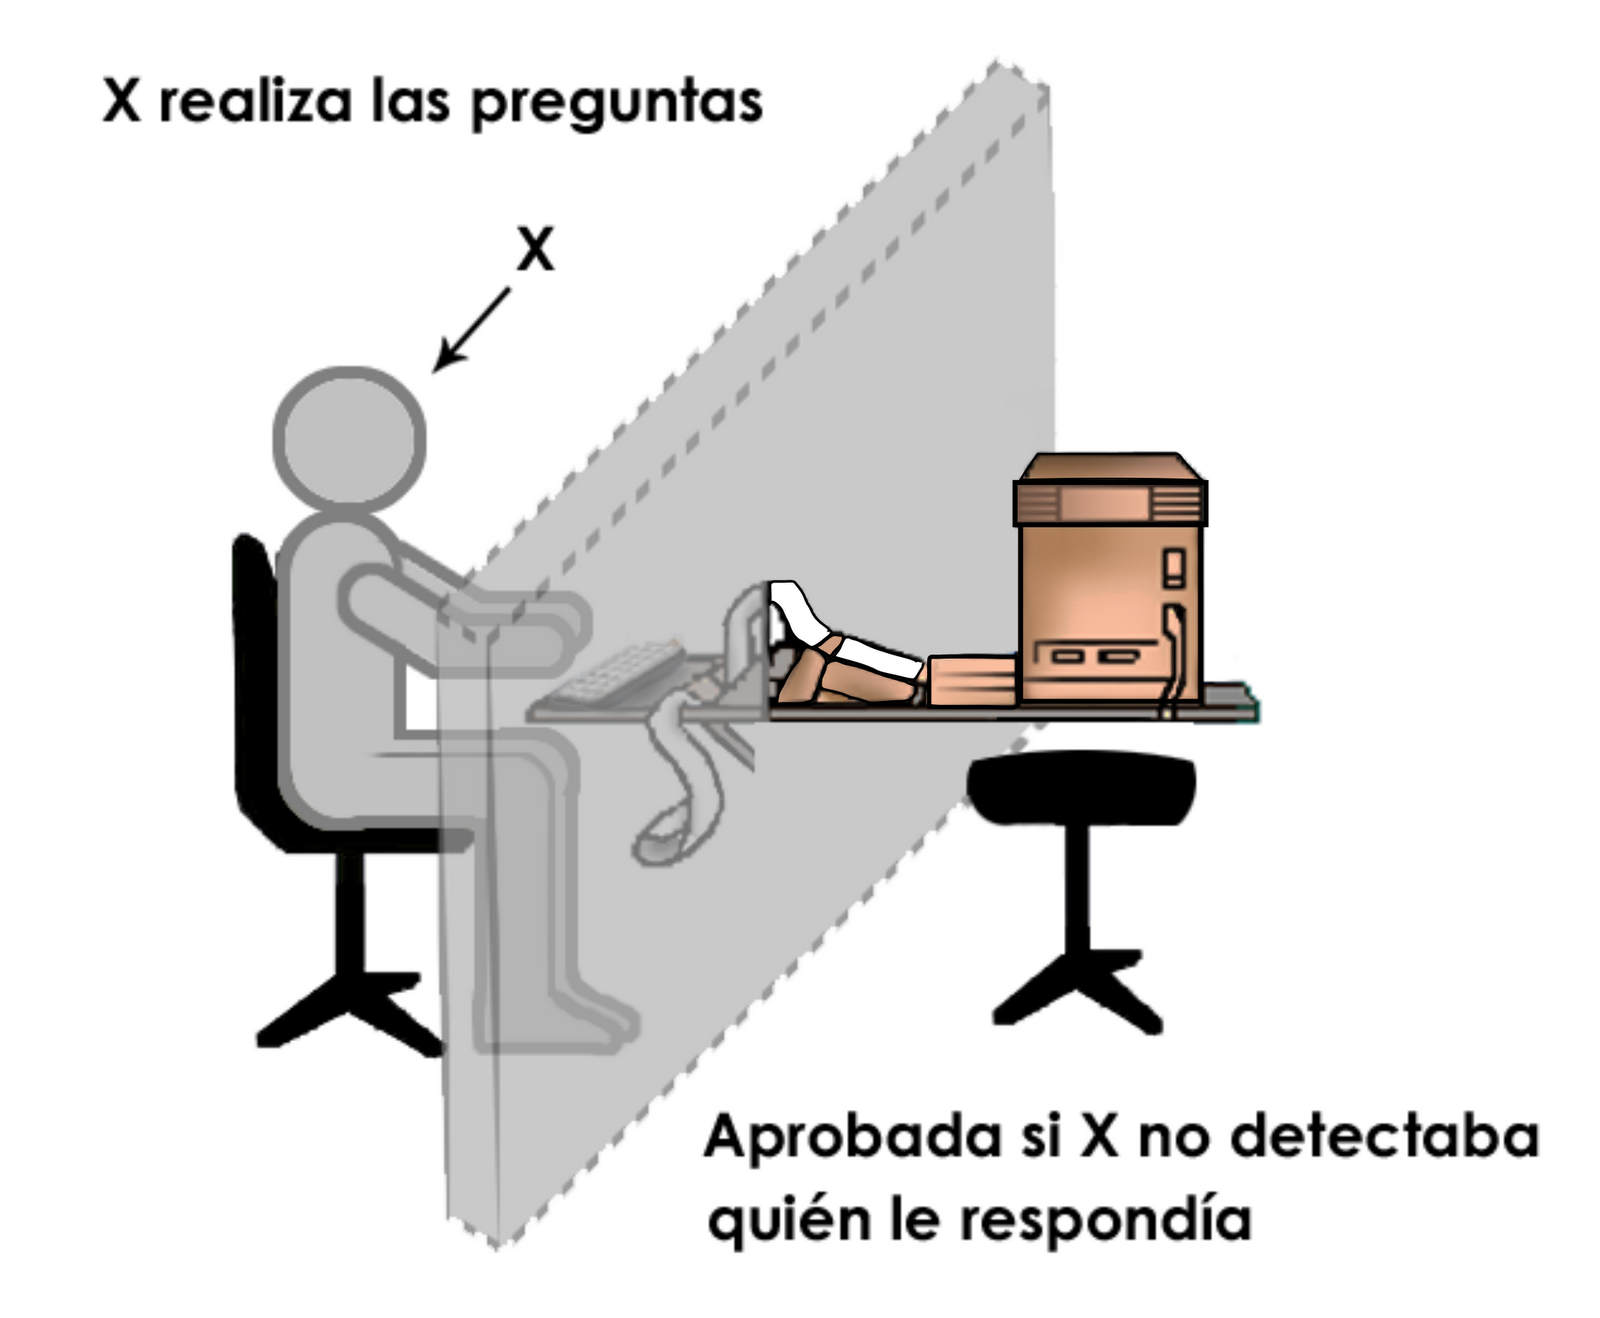 X realiza las preguntas
X
Aprobada si X no detectaba
quién le respondía